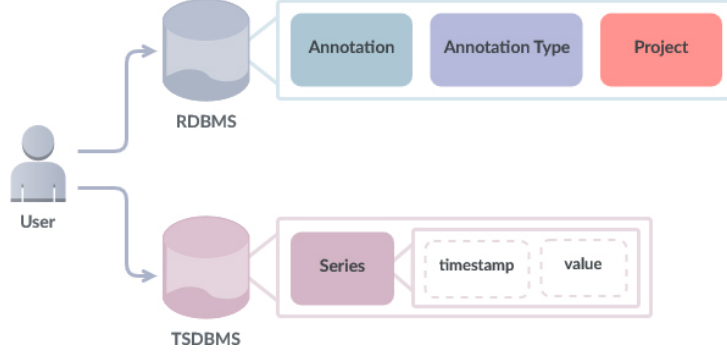 Annotation
Annotation Type
Project
RDBMS
User
Series
timestamp
value
TSDBMS